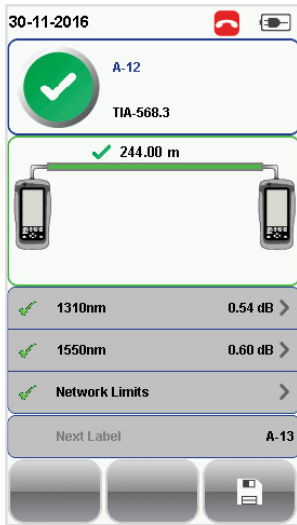 30-11-2016
A-12
TIA-568.3
244.00 m
1310nm 0.54 dB
1550nm 0.60 dB
Network Limits
Next Label A-13